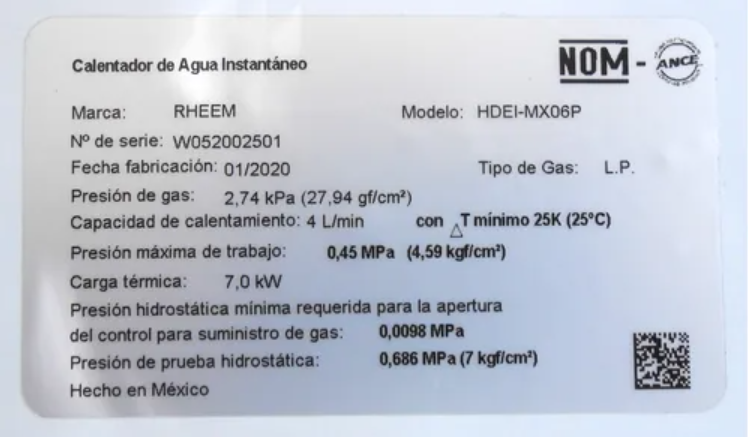 Calentador de Agua Instantáneo
NOM - ANCE
Marca: RHEEM Modelo: HDEI-MX06P
Nº de serie: W052002501
Fecha fabricación: 01/2020 Tipo de Gas: L.P.
Presión de gas: 2,74 kPa (27,94 gf/cm²)
Capacidad de calentamiento: 4 L/min con △T mínimo 25K (25°C)
Presión máxima de trabajo: 0,45 MPa (4,59 kgf/cm²)
Carga térmica: 7,0 kW
Presión hidrostática mínima requerida para la apertura
del control para suministro de gas: 0,0098 MPa
Presión de prueba hidrostática: 0,686 MPa (7 kgf/cm²)
Hecho en México